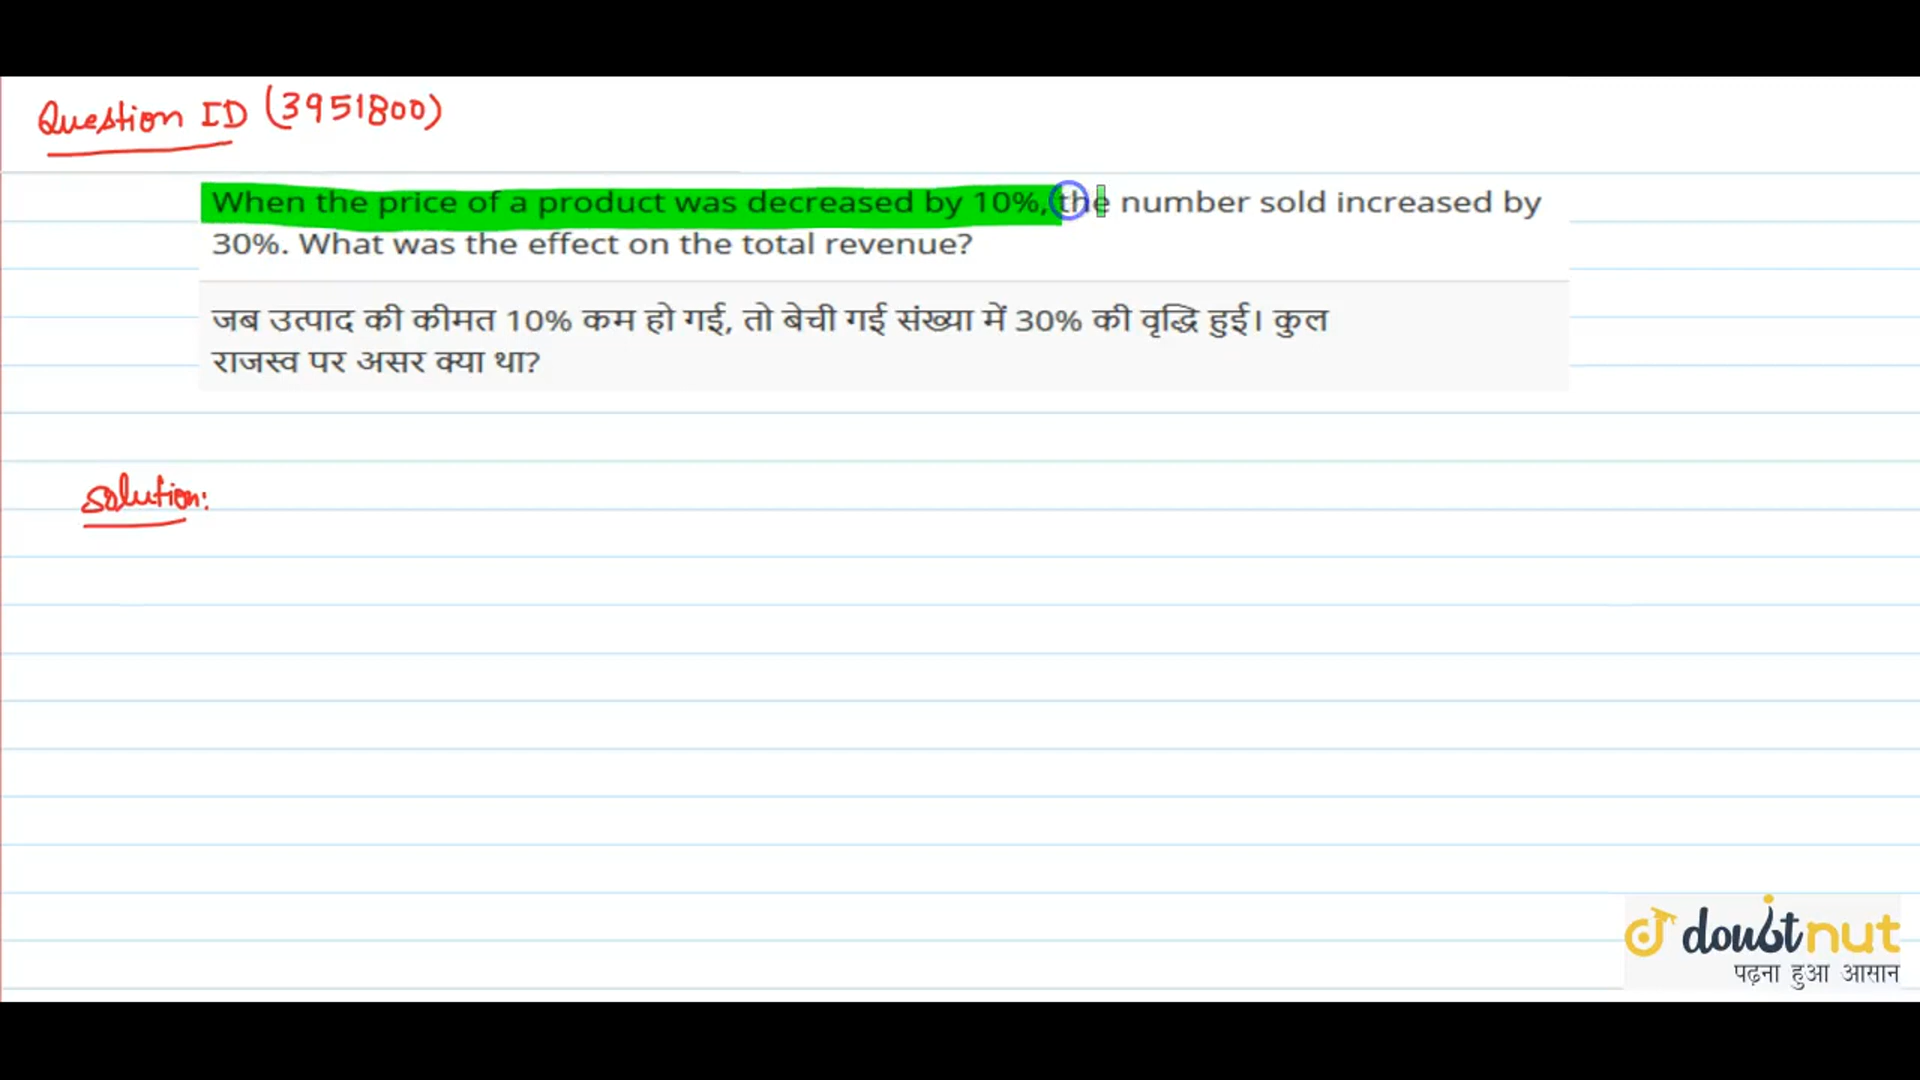 Question ID (3951800)
When the price of a product was decreased by 10%, the number sold increased by
30%. What was the effect on the total revenue?
जब उत्पाद की कीमत 10% कम हो गई, तो बेची गई संख्या में 30% की वृद्धि हुई। कुल
राजस्व पर असर क्या था?
Solution:
doubtnut
पढ़ना हुआ आसान